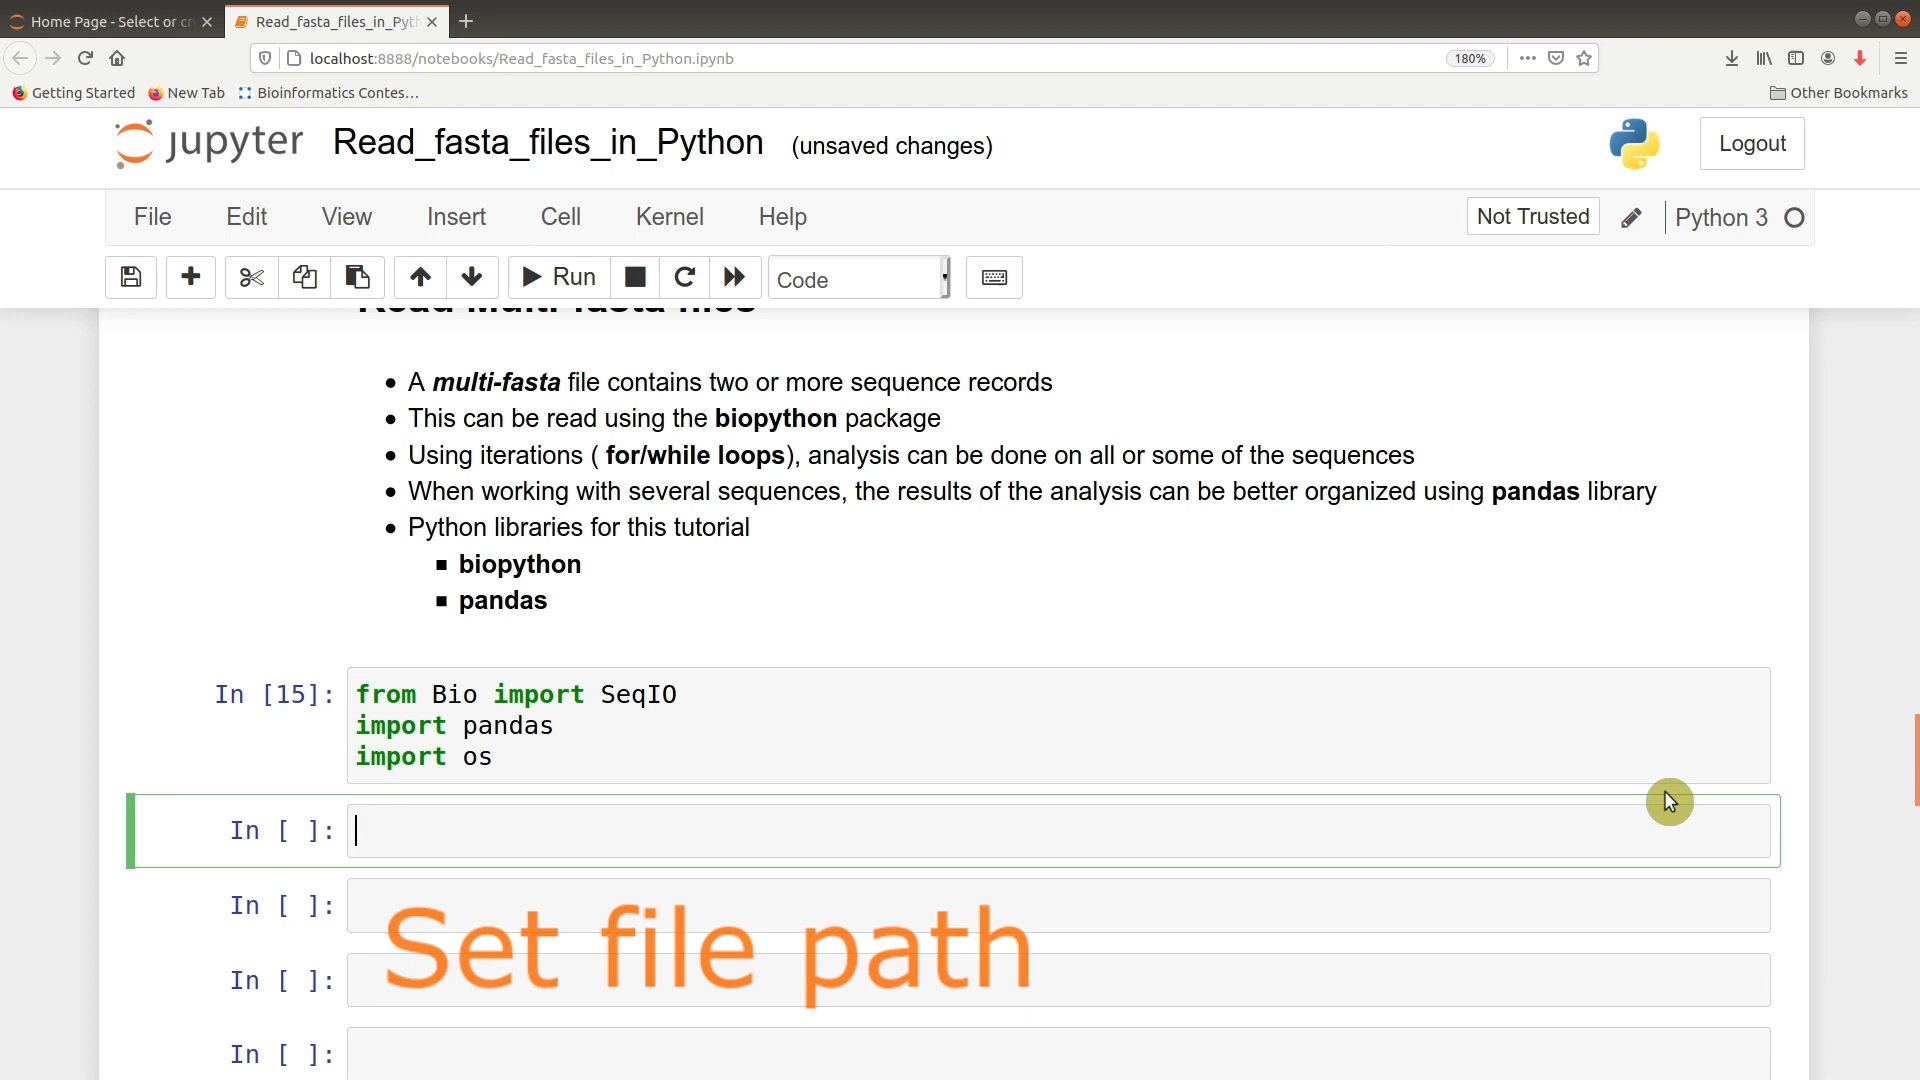 Home Page - Select or cr
Read_fasta_files_in_Pyt
localhost:8888/notebooks/Read_fasta_files_in_Python.ipynb
180%
Getting Started
New Tab
Bioinformatics Contes…
Other Bookmarks
jupyter
Read_fasta_files_in_Python
(unsaved changes)
Logout
File
Edit
View
Insert
Cell
Kernel
Help
Not Trusted
Python 3
Run
Code
Read Multi-fasta files
A multi-fasta file contains two or more sequence records
This can be read using the biopython package
Using iterations ( for/while loops), analysis can be done on all or some of the sequences
When working with several sequences, the results of the analysis can be better organized using pandas library
Python libraries for this tutorial
biopython
pandas
In [15]:
from Bio import SeqIO
import pandas
import os
In [ ]:
In [ ]:
Set file path
In [ ]:
In [ ]: